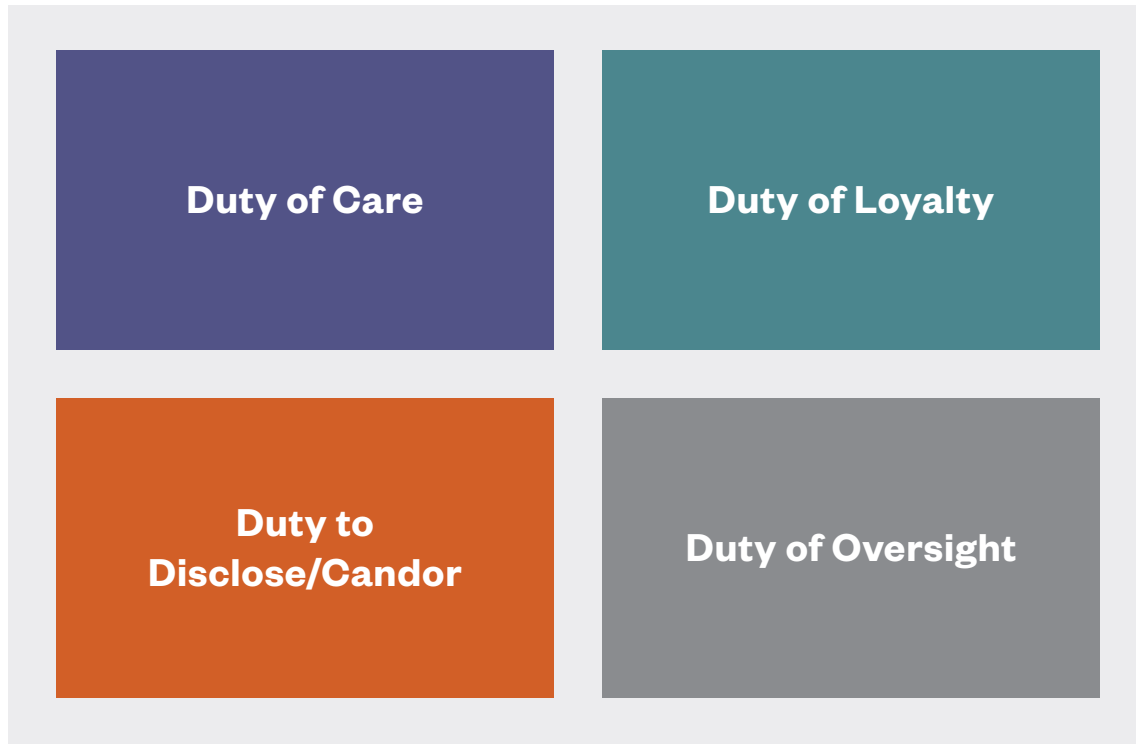 Duty of Care
Duty of Loyalty
Duty to
Disclose/Candor
Duty of Oversight